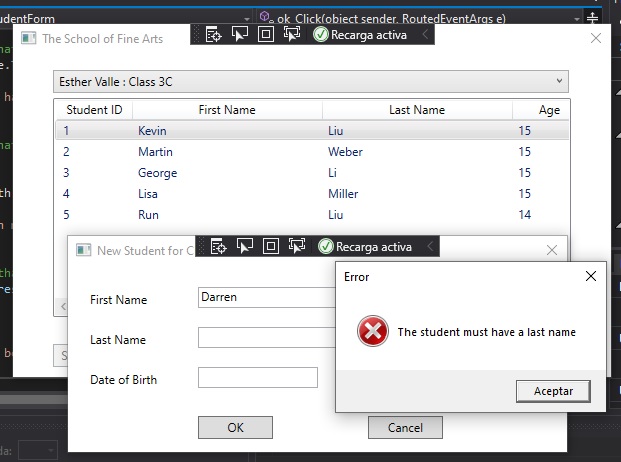 udentForm
ok_Click(object sender, RoutedEventArgs e)
The School of Fine Arts
Recarga activa
Esther Valle : Class 3C
Student ID First Name Last Name Age
1 Kevin Liu 15
2 Martin Weber 15
3 George Li 15
4 Lisa Miller 15
5 Run Liu 14
New Student for C
Recarga activa
Error
First Name Darren
The student must have a last name
Last Name
Date of Birth
Aceptar
OK Cancel
da: